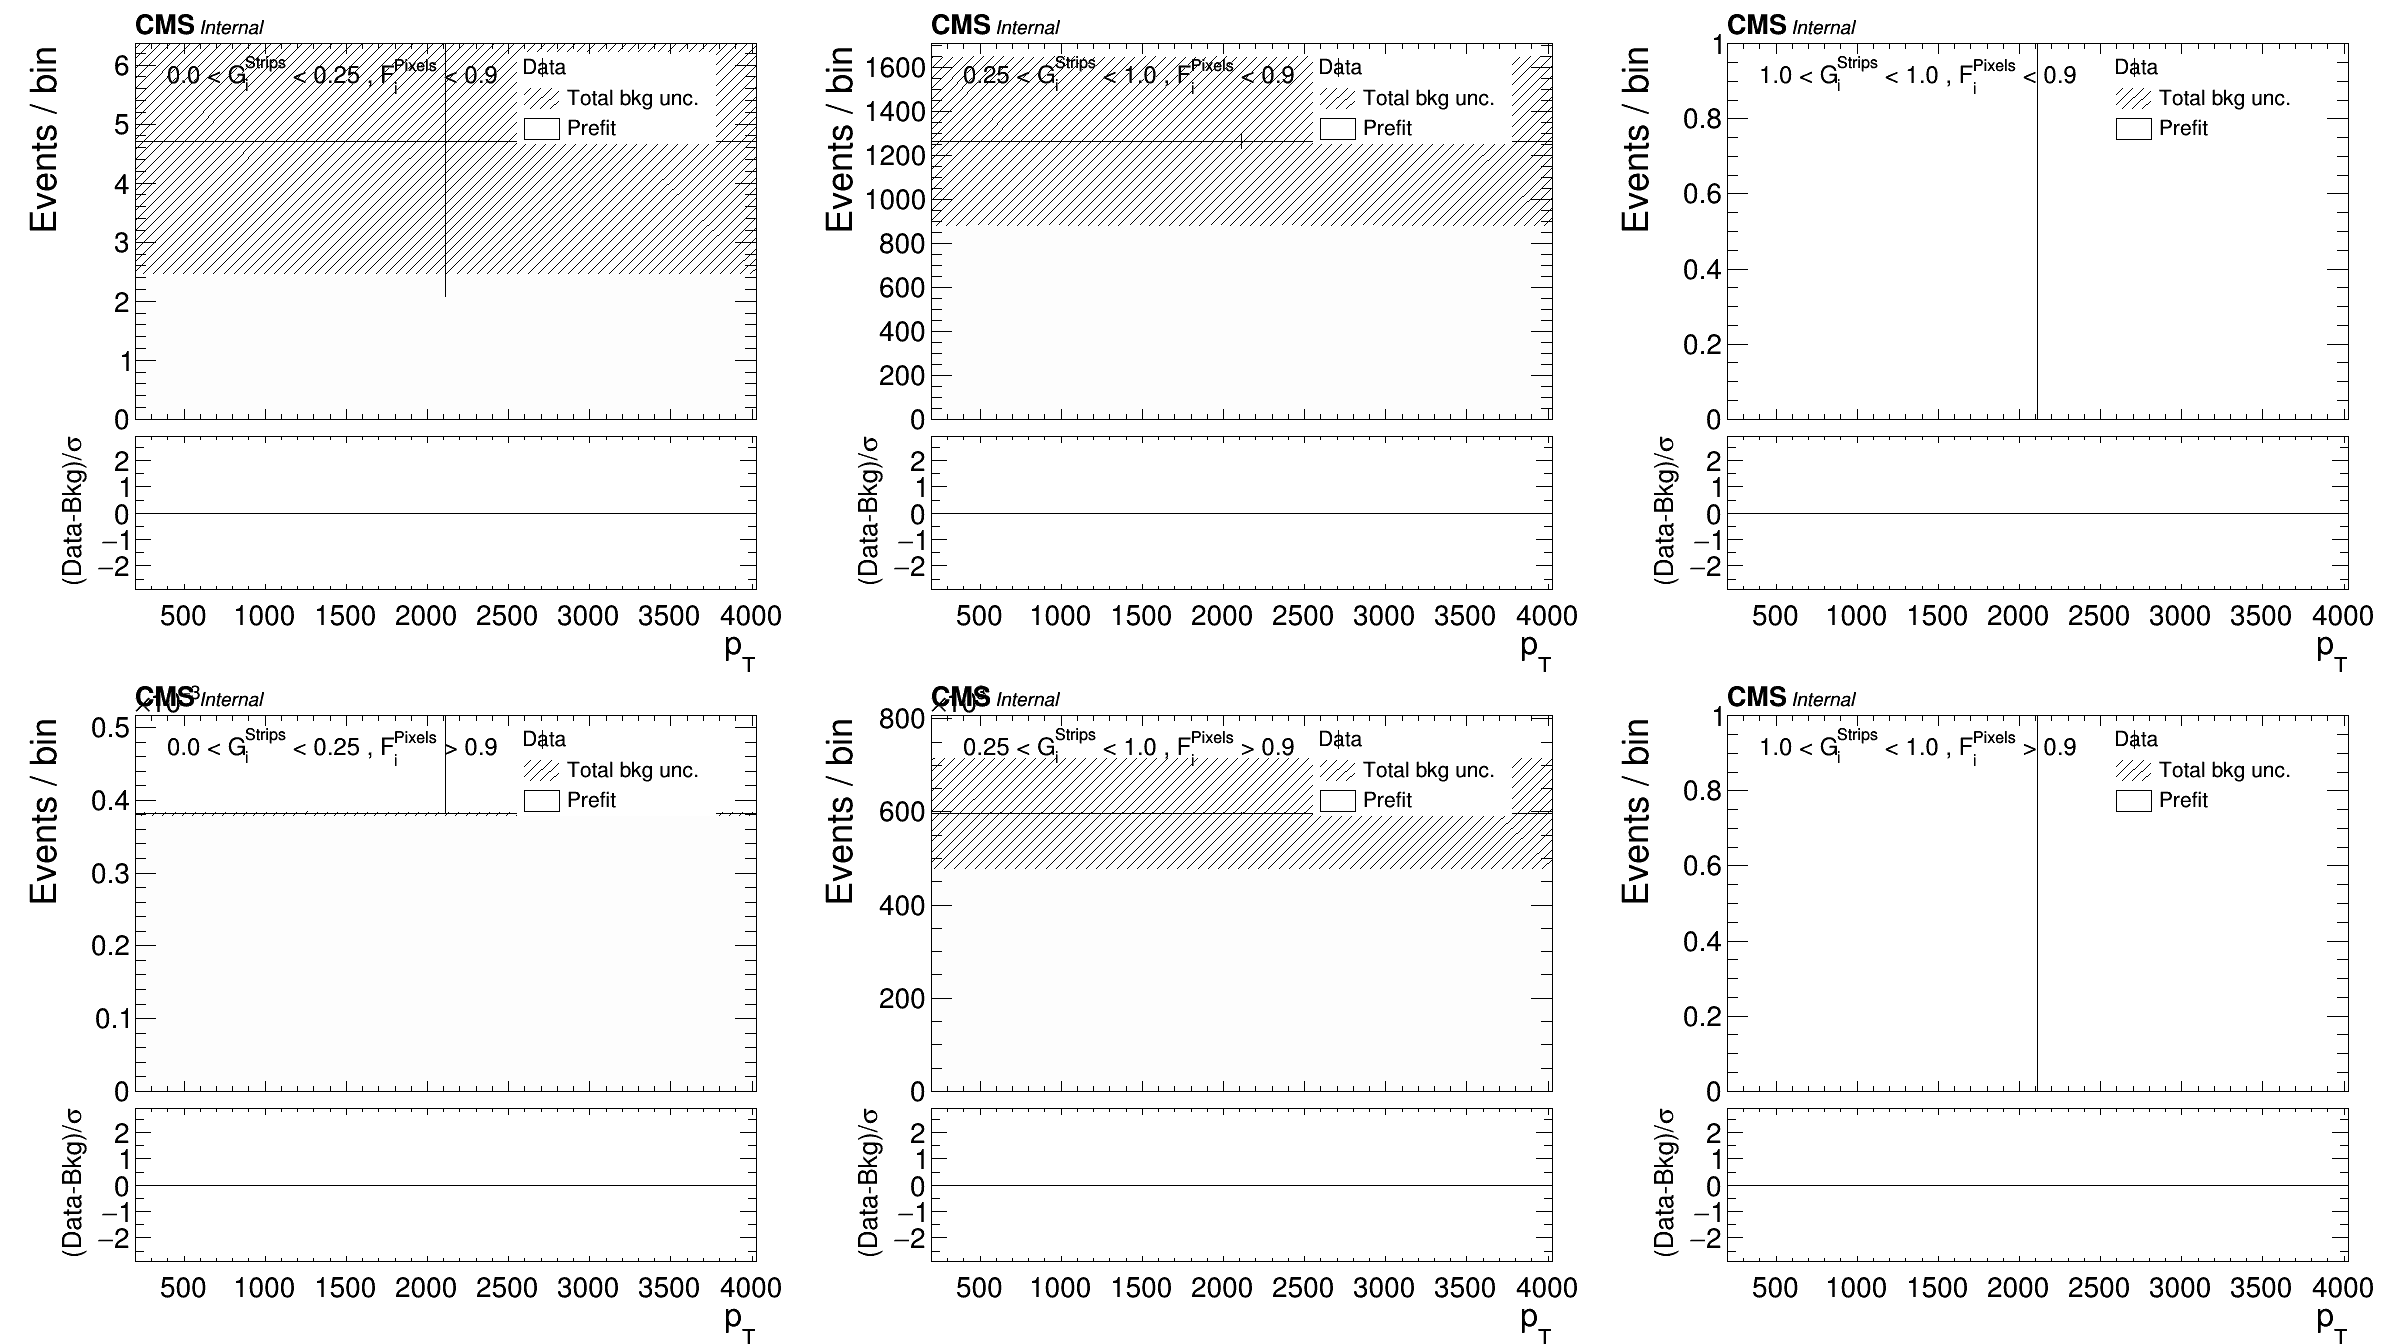 CMS Internal
Events / bin
0.0 < G_i^Strips < 0.25 , F_i^Pixels < 0.9
Data
Total bkg unc.
Prefit
6
5
4
3
2
1
0
(Data-Bkg)/σ
2
1
0
−1
−2
500 1000 1500 2000 2500 3000 3500 4000
p_T
CMS Internal
Events / bin
0.25 < G_i^Strips < 1.0 , F_i^Pixels < 0.9
Data
Total bkg unc.
Prefit
1600
1400
1200
1000
800
600
400
200
0
(Data-Bkg)/σ
2
1
0
−1
−2
500 1000 1500 2000 2500 3000 3500 4000
p_T
CMS Internal
Events / bin
1.0 < G_i^Strips < 1.0 , F_i^Pixels < 0.9
Data
Total bkg unc.
Prefit
1
0.8
0.6
0.4
0.2
0
(Data-Bkg)/σ
2
1
0
−1
−2
500 1000 1500 2000 2500 3000 3500 4000
p_T
CMS Internal
Events / bin
0.0 < G_i^Strips < 0.25 , F_i^Pixels > 0.9
Data
Total bkg unc.
Prefit
0.5
0.4
0.3
0.2
0.1
0
(Data-Bkg)/σ
2
1
0
−1
−2
500 1000 1500 2000 2500 3000 3500 4000
p_T
CMS Internal
Events / bin
0.25 < G_i^Strips < 1.0 , F_i^Pixels > 0.9
Data
Total bkg unc.
Prefit
800
600
400
200
0
(Data-Bkg)/σ
2
1
0
−1
−2
500 1000 1500 2000 2500 3000 3500 4000
p_T
CMS Internal
Events / bin
1.0 < G_i^Strips < 1.0 , F_i^Pixels > 0.9
Data
Total bkg unc.
Prefit
1
0.8
0.6
0.4
0.2
0
(Data-Bkg)/σ
2
1
0
−1
−2
500 1000 1500 2000 2500 3000 3500 4000
p_T